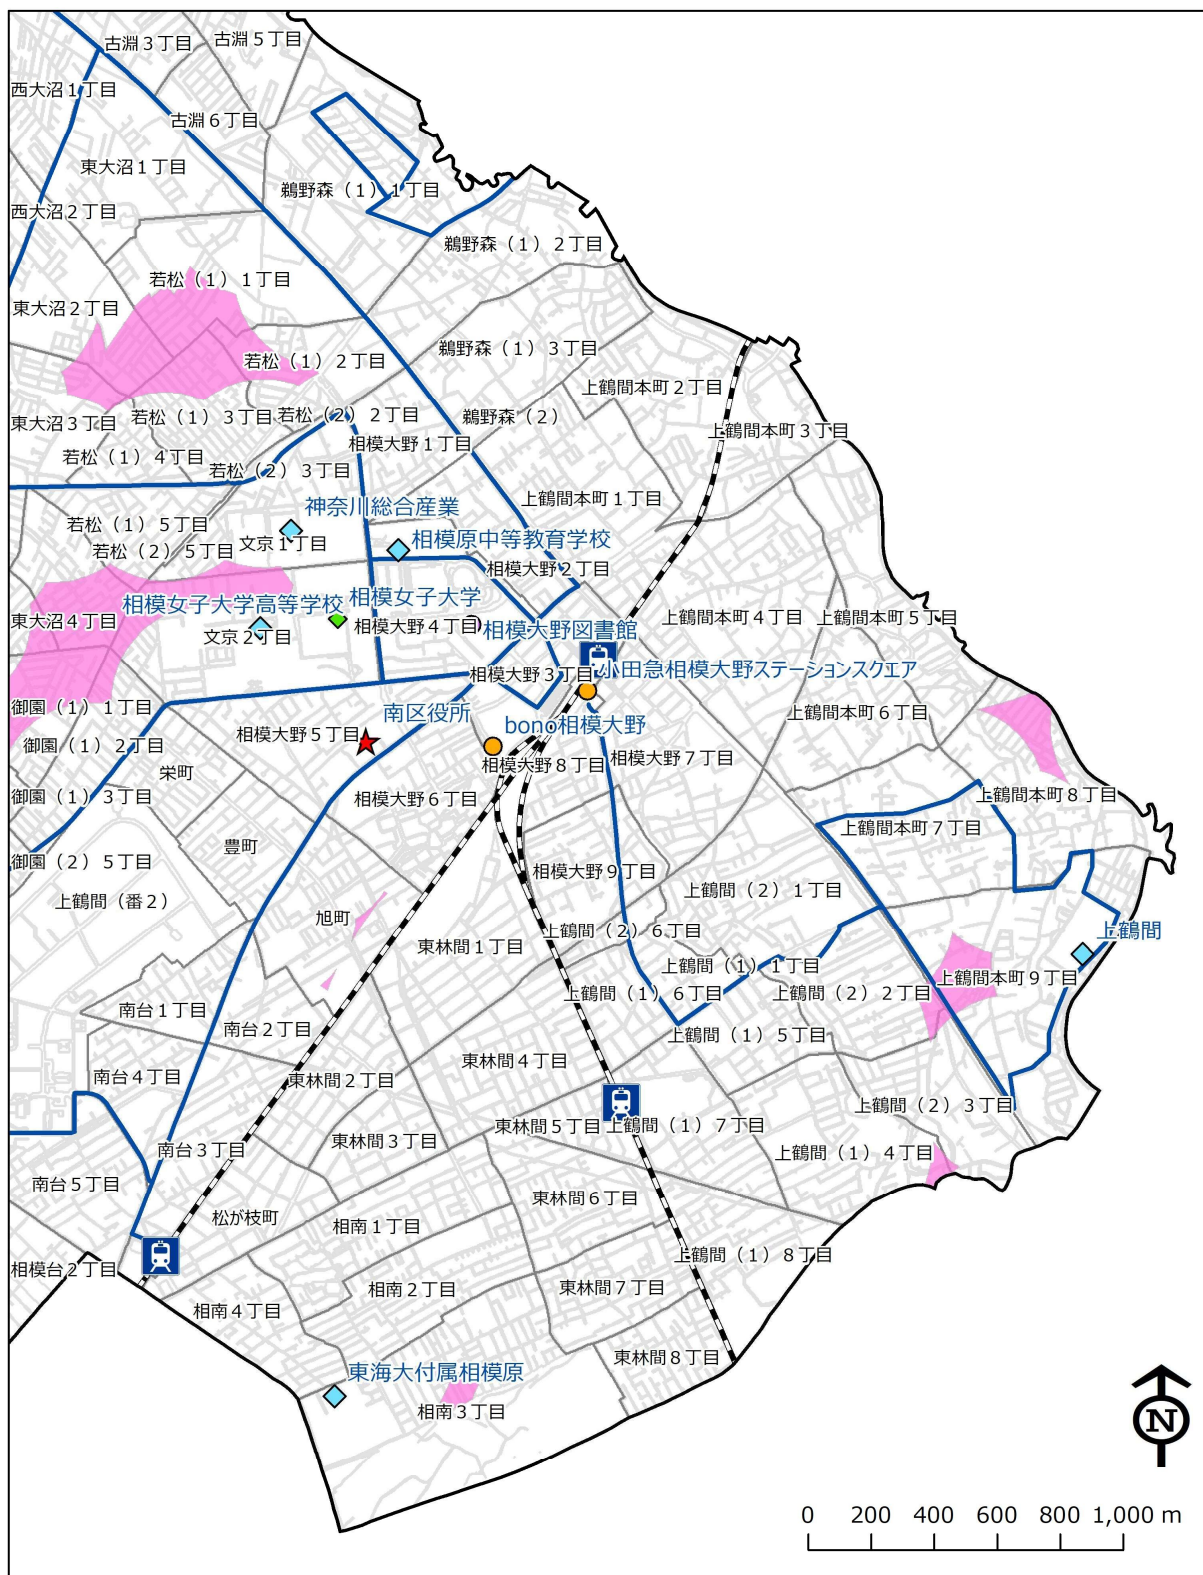 古淵５丁目
古淵３丁目
西大沼１丁目
古淵６丁目
東大沼１丁目
鵜野森（１）１丁目
西大沼２丁目
鵜野森（１）２丁目
若松（１）１丁目
東大沼２丁目
鵜野森（１）３丁目
若松（１）２丁目
上鶴間本町２丁目
若松（１）３丁目
若松（２）２丁目
鵜野森（２）
東大沼３丁目
上鶴間本町３丁目
相模大野１丁目
若松（１）４丁目
若松（２）３丁目
上鶴間本町１丁目
神奈川総合産業
若松（１）５丁目
文京１丁目
相模原中等教育学校
若松（２）５丁目
相模大野２丁目
相模女子大学高等学校
相模女子大学
東大沼４丁目
上鶴間本町４丁目
上鶴間本町５丁目
文京２丁目
相模大野４丁目
相模大野図書館
相模大野３丁目
小田急相模大野ステーションスクエア
御園（１）１丁目
南区役所
上鶴間本町６丁目
bono相模大野
相模大野５丁目
御園（１）２丁目
相模大野７丁目
相模大野８丁目
栄町
御園（１）３丁目
相模大野６丁目
上鶴間本町８丁目
上鶴間本町７丁目
豊町
御園（２）５丁目
相模大野９丁目
上鶴間（２）１丁目
上鶴間（番２）
旭町
上鶴間（２）６丁目
上鶴間
東林間１丁目
上鶴間（１）１丁目
上鶴間本町９丁目
上鶴間（１）６丁目
上鶴間（２）２丁目
南台１丁目
南台２丁目
上鶴間（１）５丁目
東林間４丁目
南台４丁目
東林間２丁目
上鶴間（２）３丁目
東林間５丁目
上鶴間（１）７丁目
東林間３丁目
南台３丁目
上鶴間（１）４丁目
南台５丁目
東林間６丁目
松が枝町
相南１丁目
上鶴間（１）８丁目
相模台２丁目
東林間７丁目
相南２丁目
相南４丁目
東林間８丁目
東海大付属相模原
相南３丁目
N
0 200 400 600 800 1,000 m